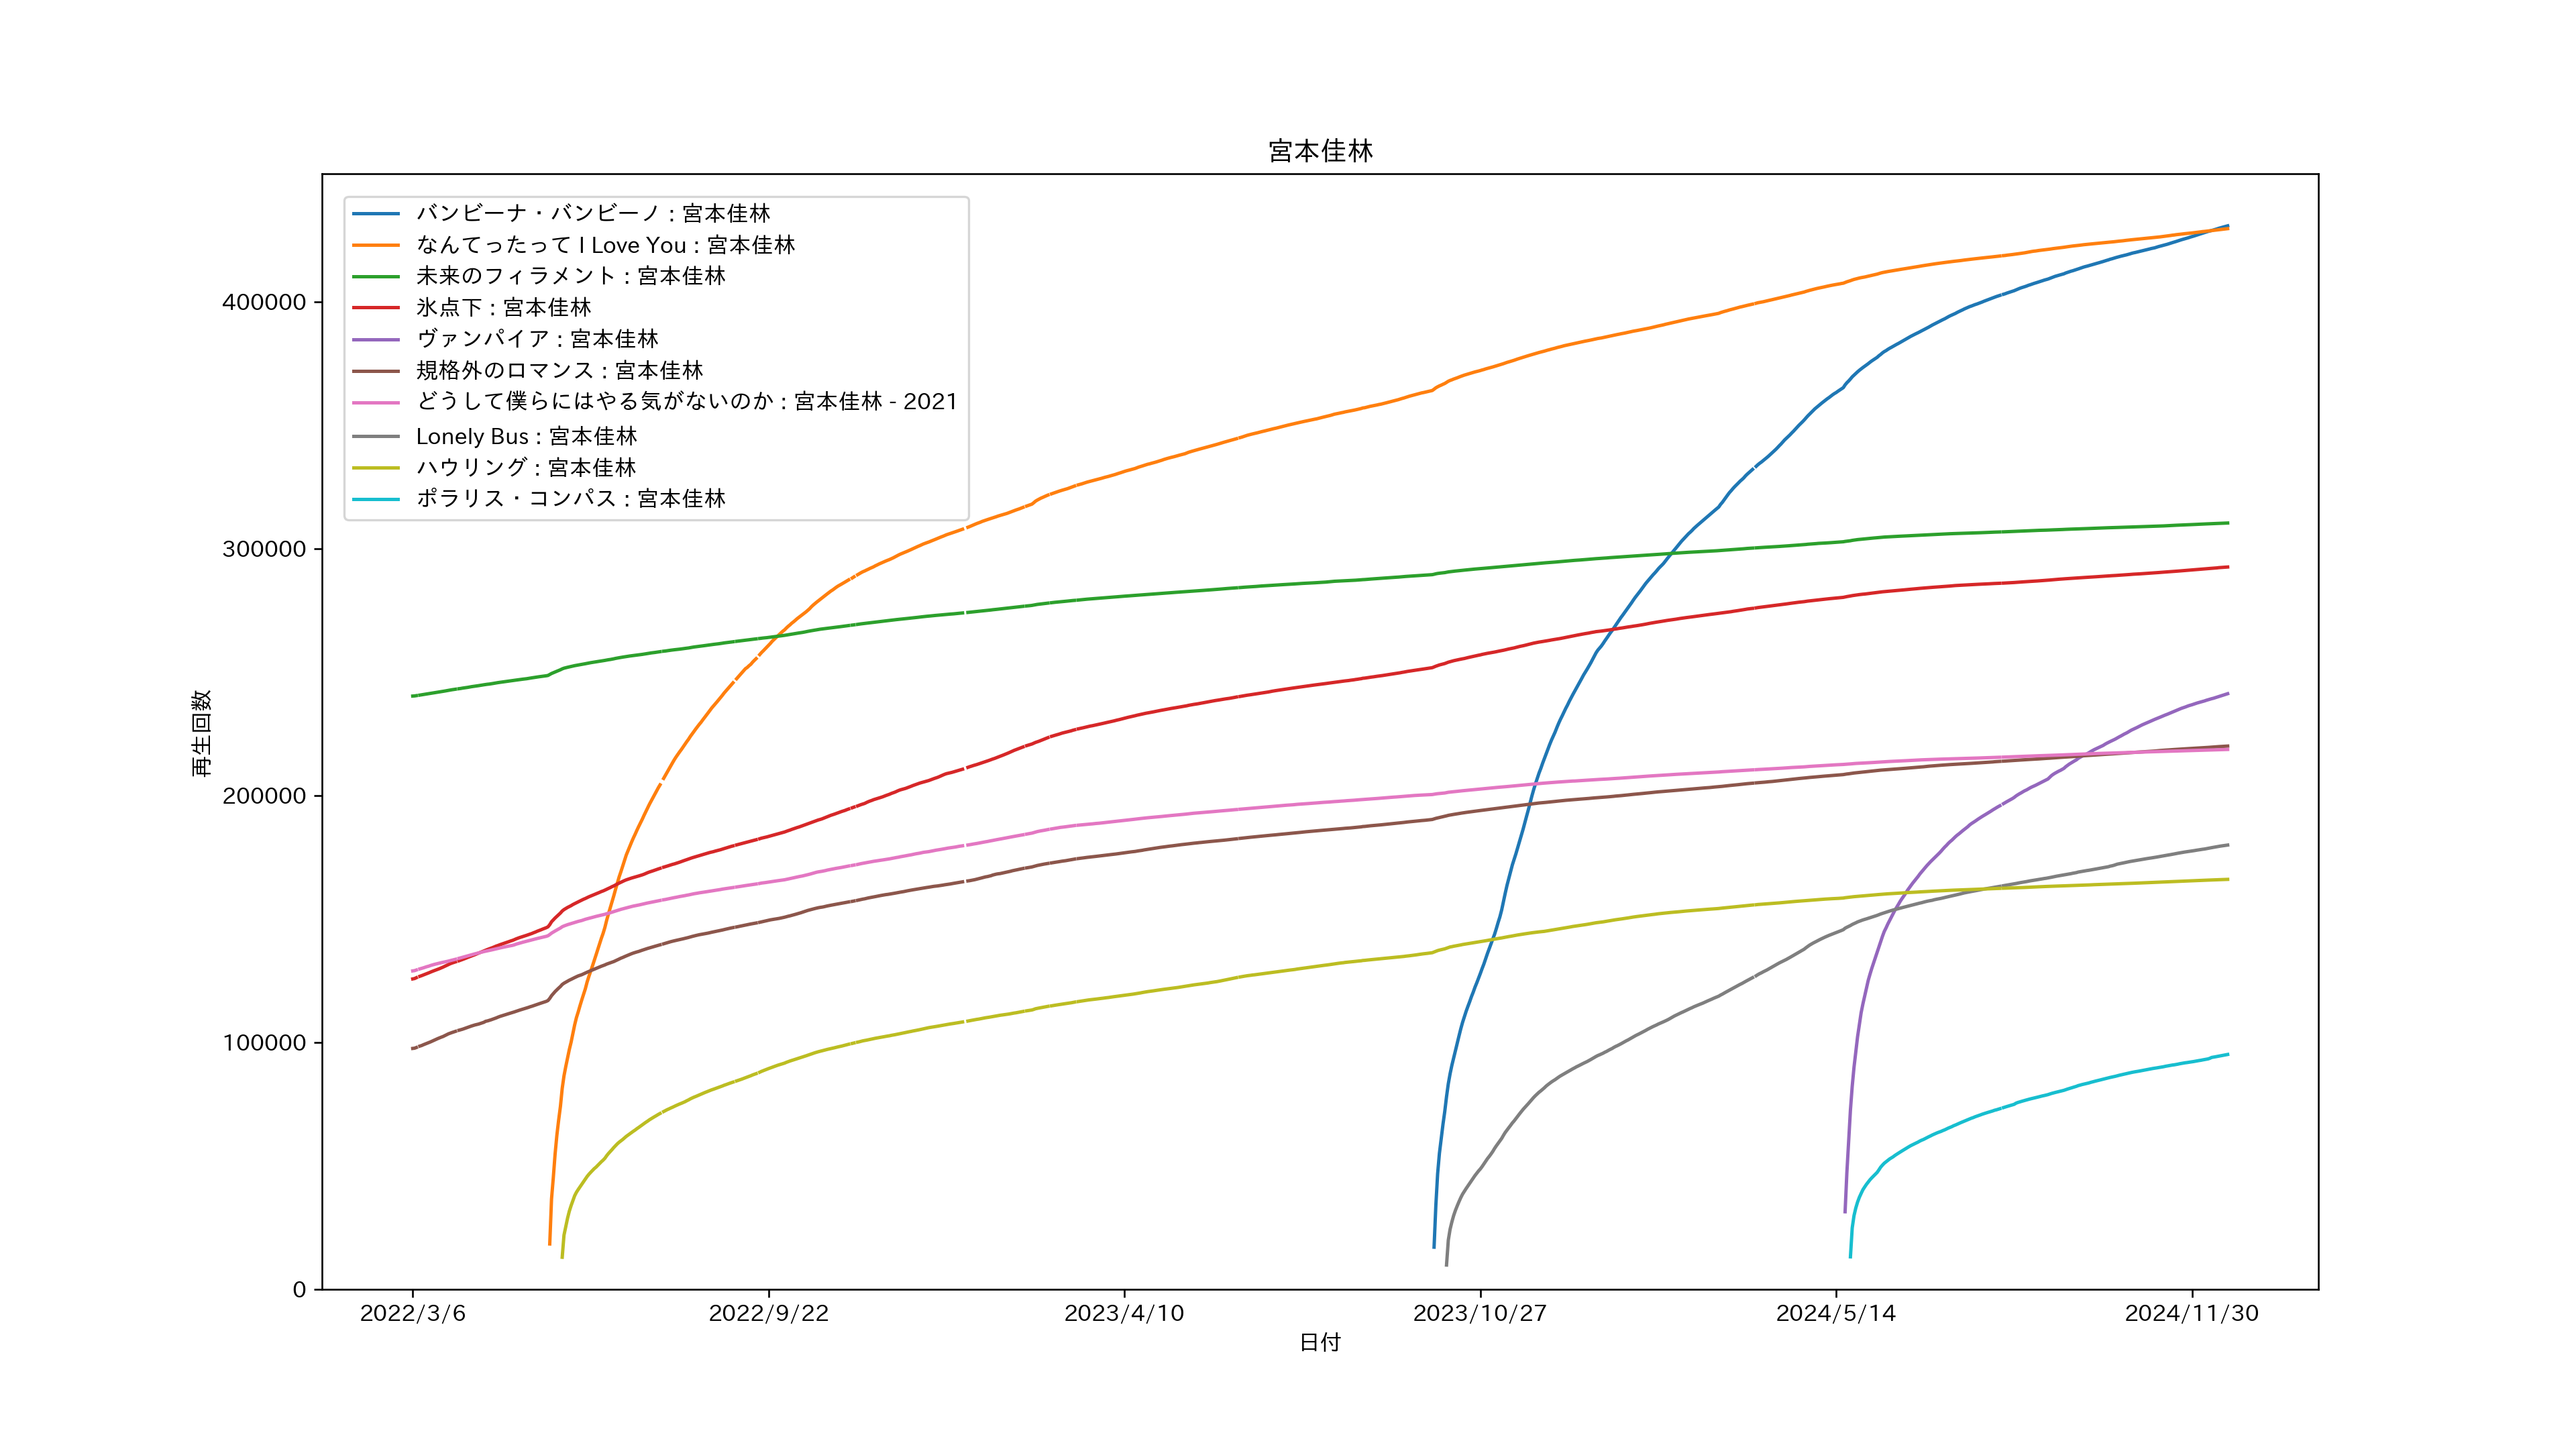 宮本佳林
バンビーナ・バンビーノ : 宮本佳林
なんてったって I Love You : 宮本佳林
未来のフィラメント : 宮本佳林
氷点下 : 宮本佳林
ヴァンパイア : 宮本佳林
規格外のロマンス : 宮本佳林
どうして僕らにはやる気がないのか : 宮本佳林 - 2021
Lonely Bus : 宮本佳林
ハウリング : 宮本佳林
ポラリス・コンパス : 宮本佳林
400000
300000
200000
100000
0
再生回数
2022/3/6 2022/9/22 2023/4/10 2023/10/27 2024/5/14 2024/11/30
日付